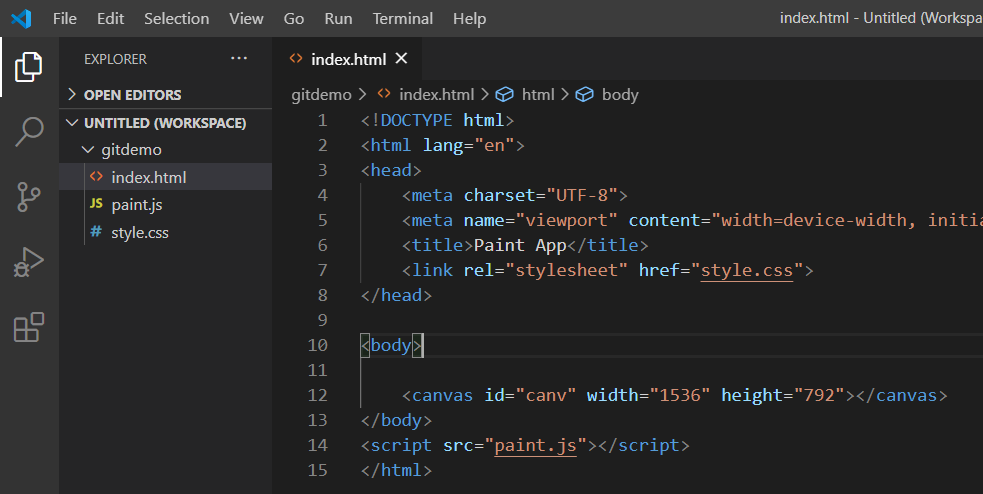 File Edit Selection View Go Run Terminal Help index.html - Untitled (Workspa
EXPLORER ···
OPEN EDITORS
UNTITLED (WORKSPACE)
gitdemo
index.html
JS paint.js
# style.css
index.html
gitdemo > index.html > html > body
1 <!DOCTYPE html>
2 <html lang="en">
3 <head>
4 <meta charset="UTF-8">
5 <meta name="viewport" content="width=device-width, initia
6 <title>Paint App</title>
7 <link rel="stylesheet" href="style.css">
8 </head>
9
10 <body>
11
12 <canvas id="canv" width="1536" height="792"></canvas>
13 </body>
14 <script src="paint.js"></script>
15 </html>